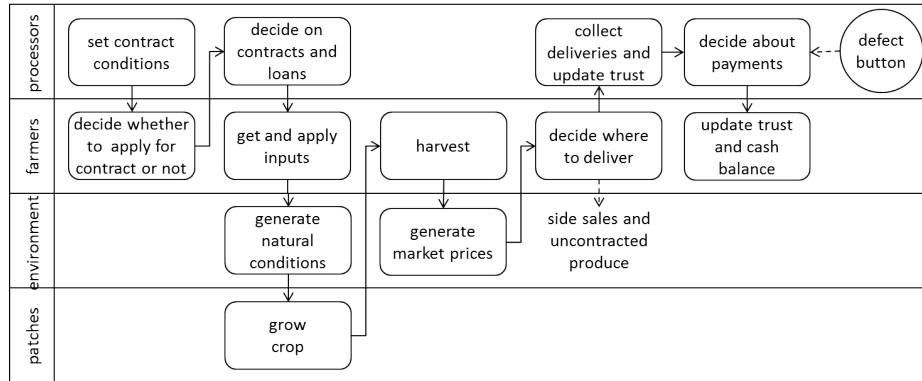 processors
set contract
conditions
decide on
contracts and
loans
collect
deliveries and
update trust
decide about
payments
defect
button
farmers
decide whether
to apply for
contract or not
get and apply
inputs
harvest
decide where
to deliver
update trust
and cash
balance
environment
generate
natural
conditions
generate
market prices
side sales and
uncontracted
produce
patches
grow
crop